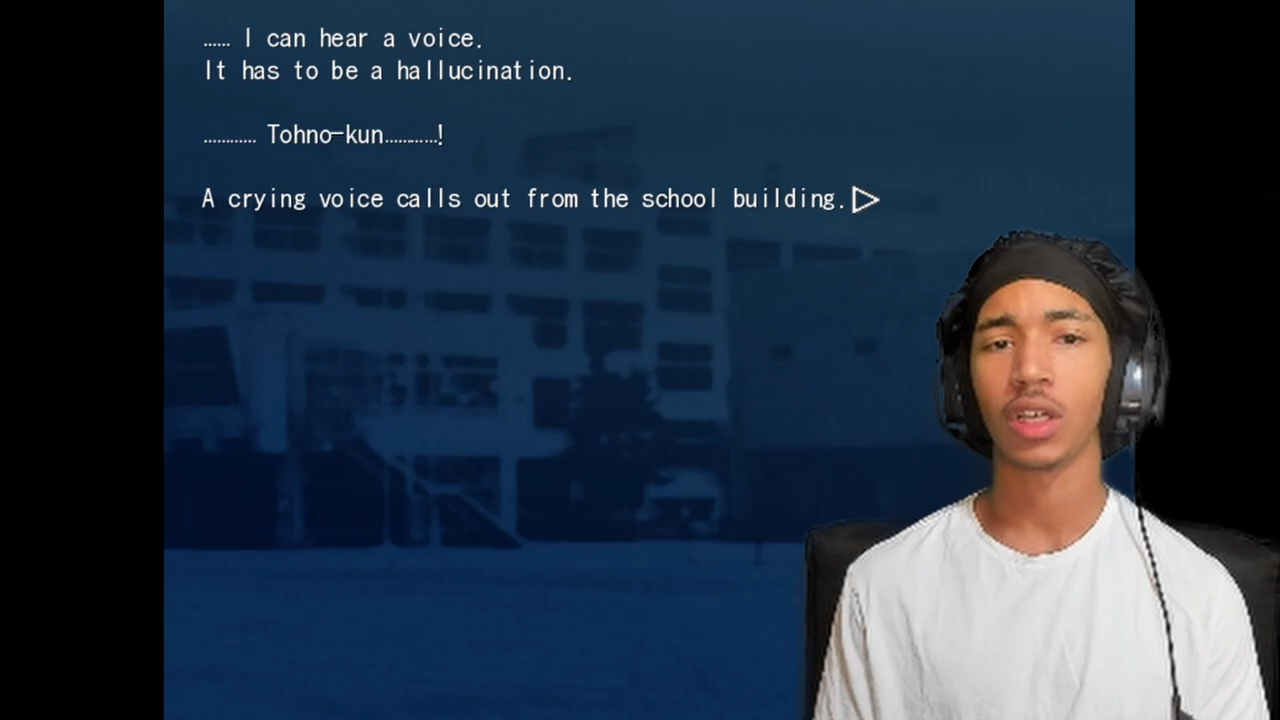 …… I can hear a voice.
It has to be a hallucination.
………… Tohno—kun…………!
A crying voice calls out from the school building.